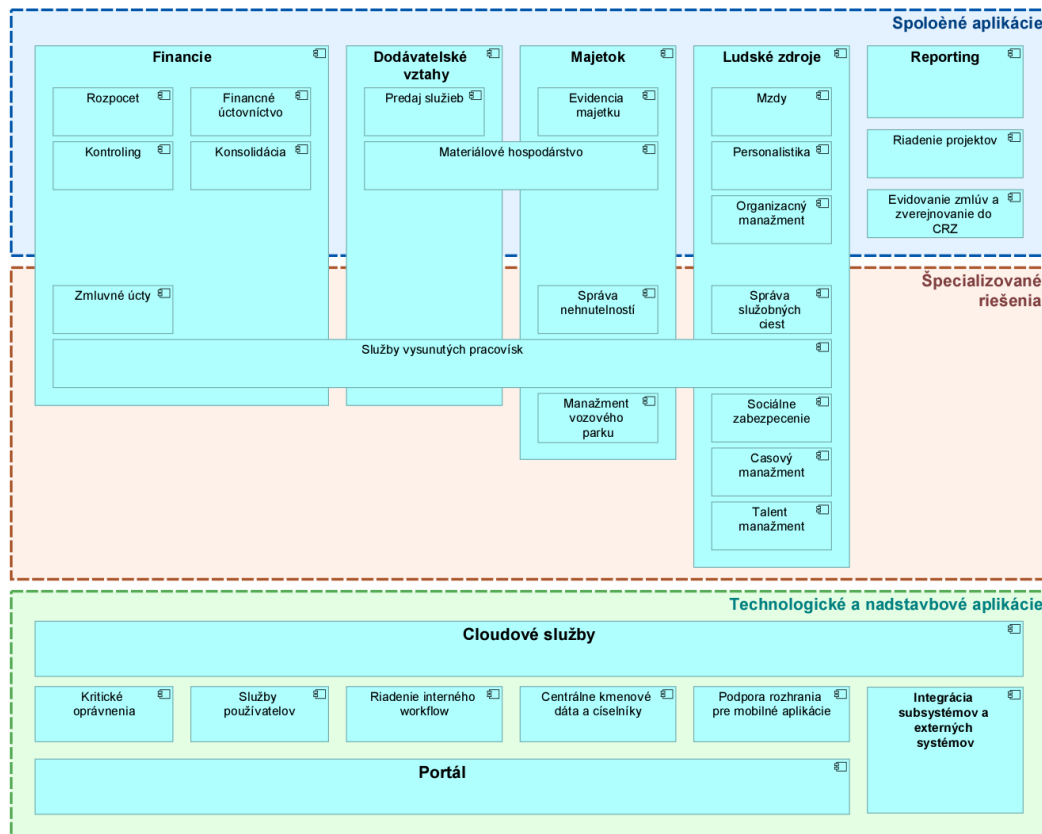 Spoloèné aplikácie
Financie
Rozpocet
Financné
úctovníctvo
Kontroling
Konsolidácia
Dodávatelské
vztahy
Predaj služieb
Majetok
Evidencia
majetku
Materiálové hospodárstvo
Ludské zdroje
Mzdy
Personalistika
Organizacný
manažment
Reporting
Riadenie projektov
Evidovanie zmlúv a
zverejnovanie do
CRZ
Špecializované
riešenia
Zmluvné úcty
Správa
nehnutelností
Správa
služobných
ciest
Služby vysunutých pracovísk
Manažment
vozového
parku
Sociálne
zabezpecenie
Casový
manažment
Talent
manažment
Technologické a nadstavbové aplikácie
Cloudové služby
Kritické
oprávnenia
Služby
používatelov
Riadenie interného
workflow
Centrálne kmenové
dáta a císelníky
Podpora rozhrania
pre mobilné aplikácie
Integrácia
subsystémov a
externých
systémov
Portál